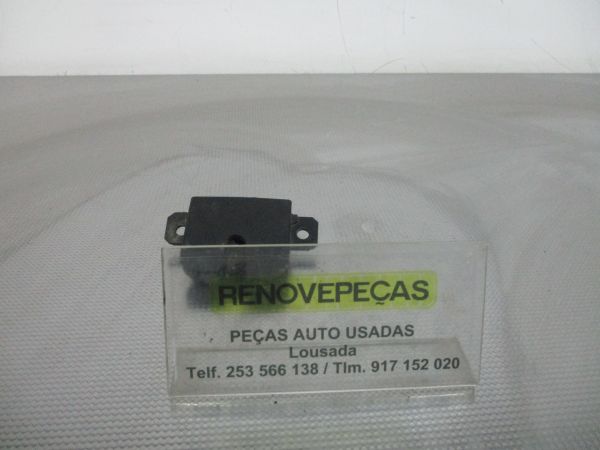 RENOVEPEÇAS
PEÇAS AUTO USADAS
Lousada
Telf. 253 566 138 / Tlm. 917 152 020